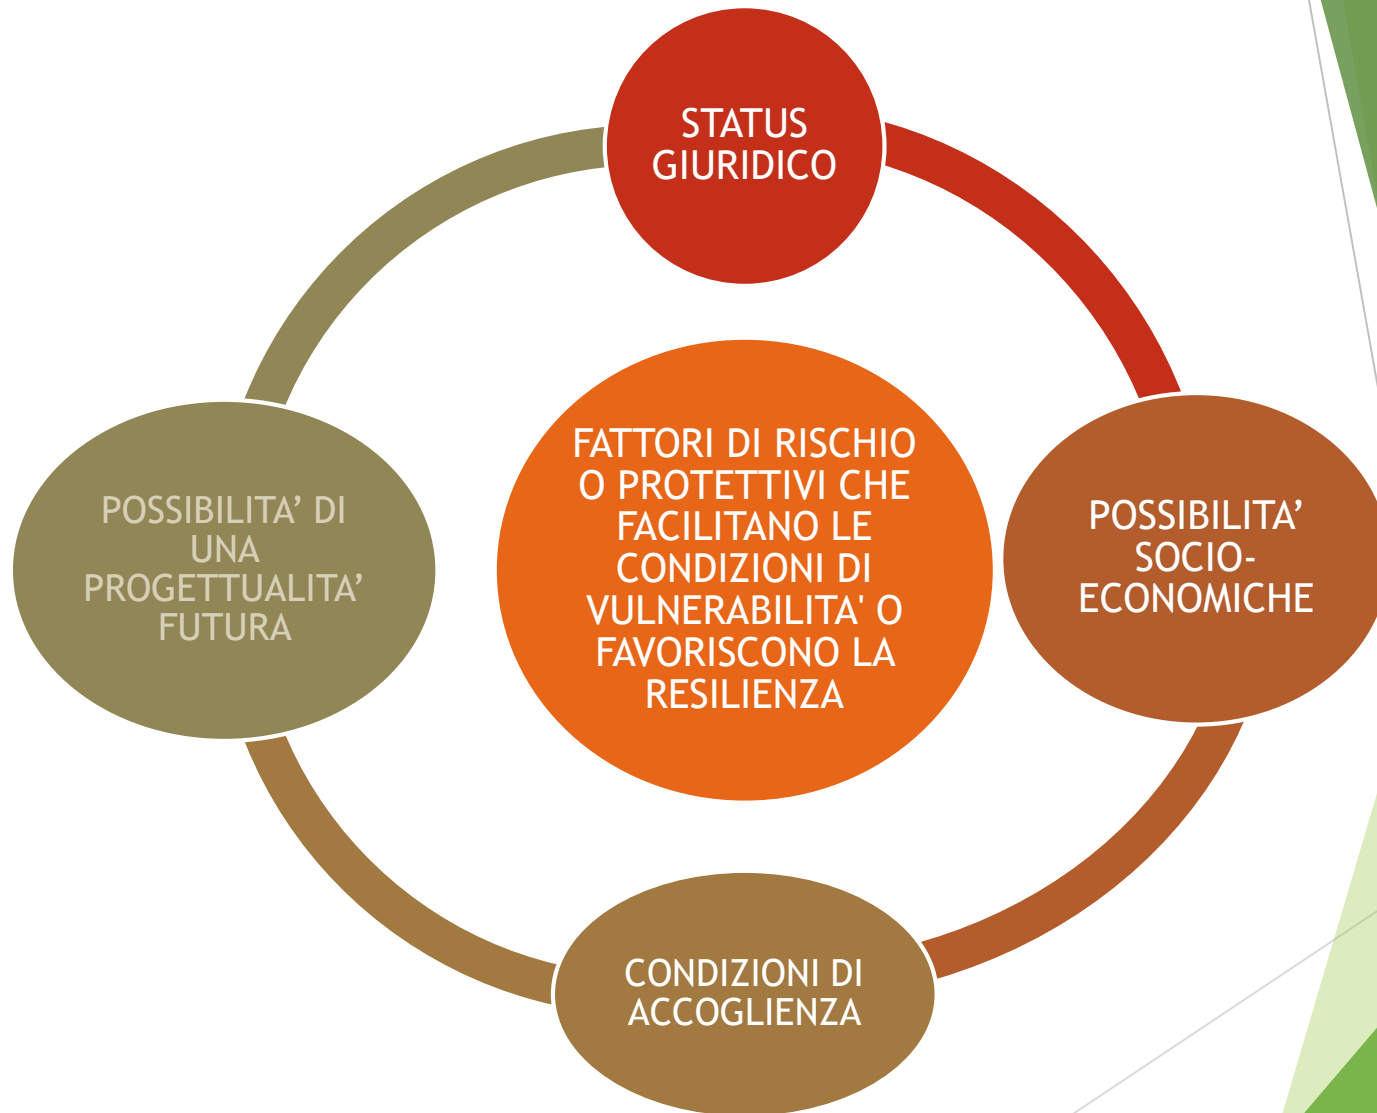 STATUS
GIURIDICO
FATTORI DI RISCHIO
O PROTETTIVI CHE
FACILITANO LE
CONDIZIONI DI
VULNERABILITA' O
FAVORISCONO LA
RESILIENZA
POSSIBILITA’
SOCIO-
ECONOMICHE
CONDIZIONI DI
ACCOGLIENZA
POSSIBILITA’ DI
UNA
PROGETTUALITA’
FUTURA